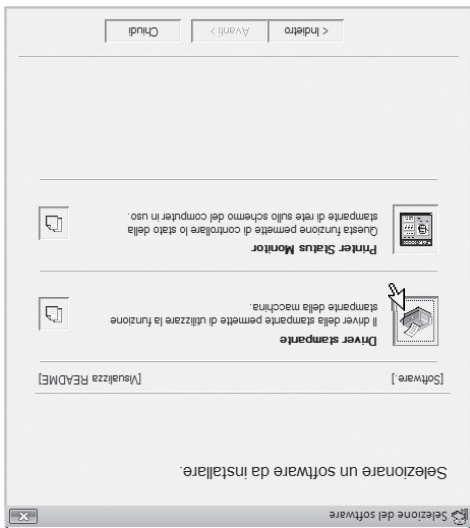 Selezione del software
Selezionare un software da installare.
[Software.] [Visualizza README]
Driver stampante
Il driver della stampante permette di utilizzare la funzione
stampante della macchina.
Printer Status Monitor
Questa funzione permette di controllare lo stato della
stampante di rete sullo schermo del computer in uso.
< Indietro Avanti > Chiudi